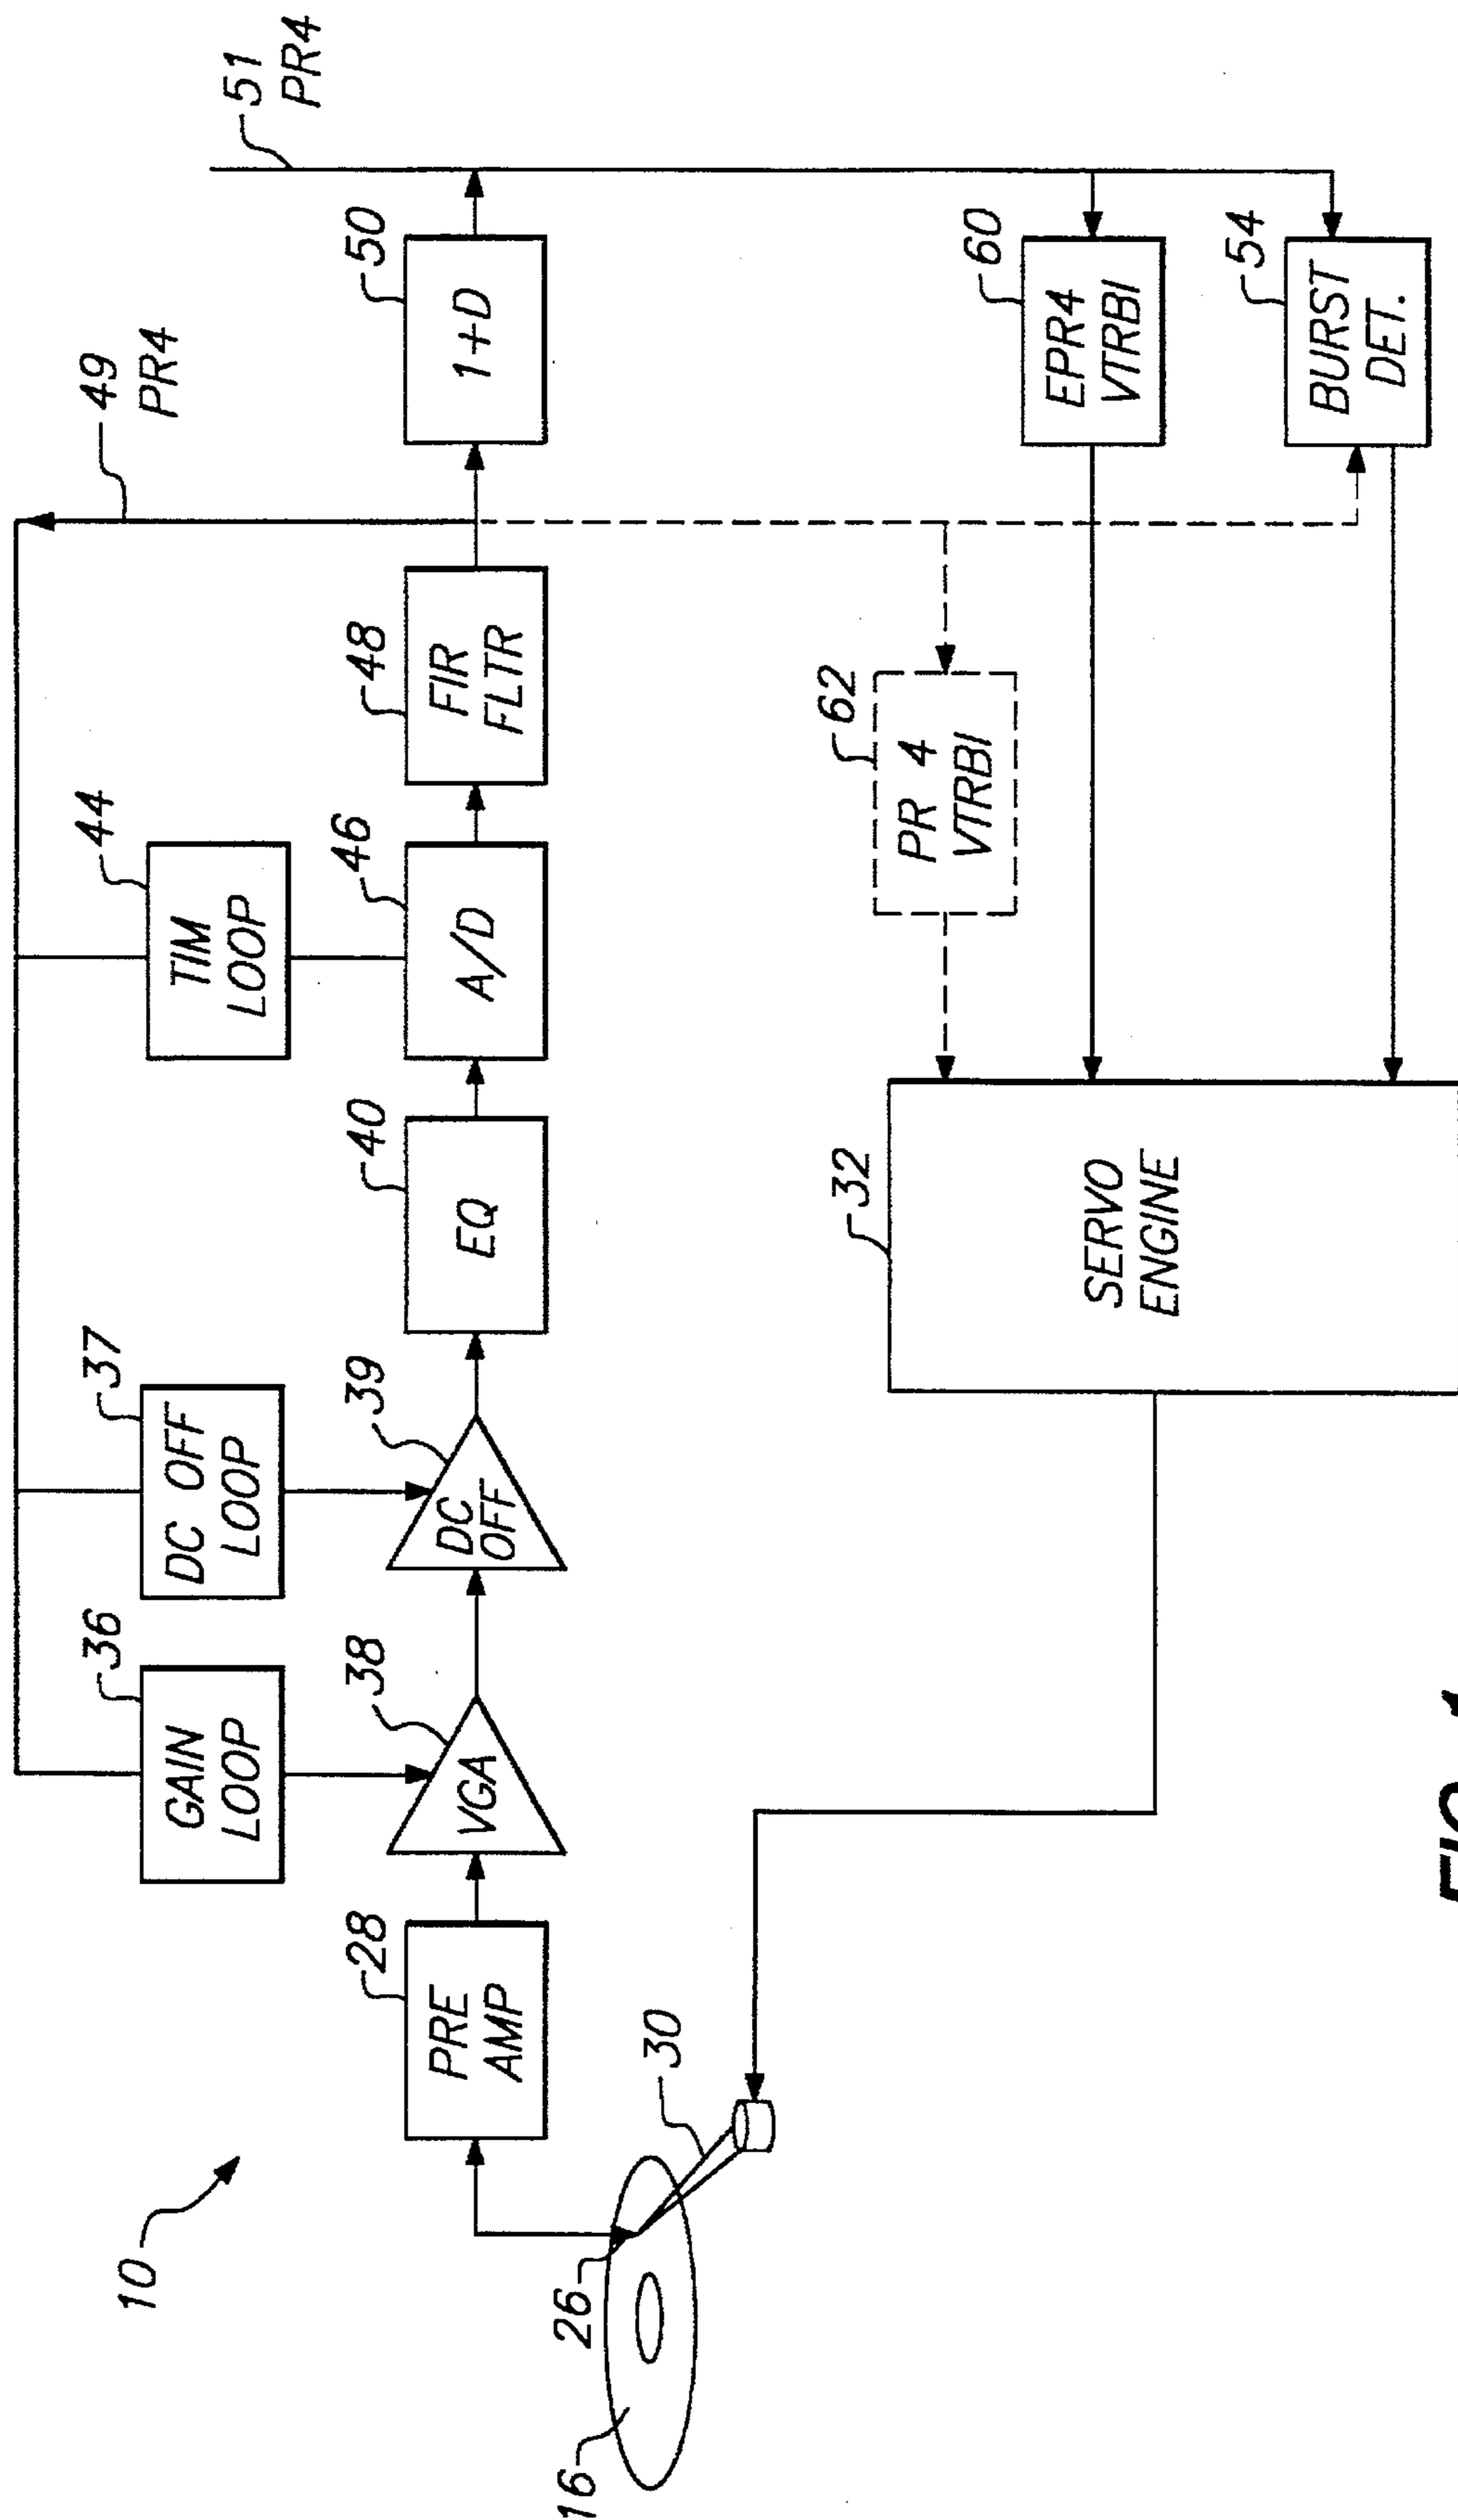 10
16
26
30
28
PRE
AMP
36
GAIN
LOOP
38
VGA
37
DC OFF
LOOP
39
DC
OFF
40
EQ
44
TIM
LOOP
46
A/D
48
FIR
FLTR
49
PR4
50
1+D
51
PR4
32
SERVO
ENGINE
62
PR 4
VTRBI
60
EPR4
VTRBI
54
BURST
DET.